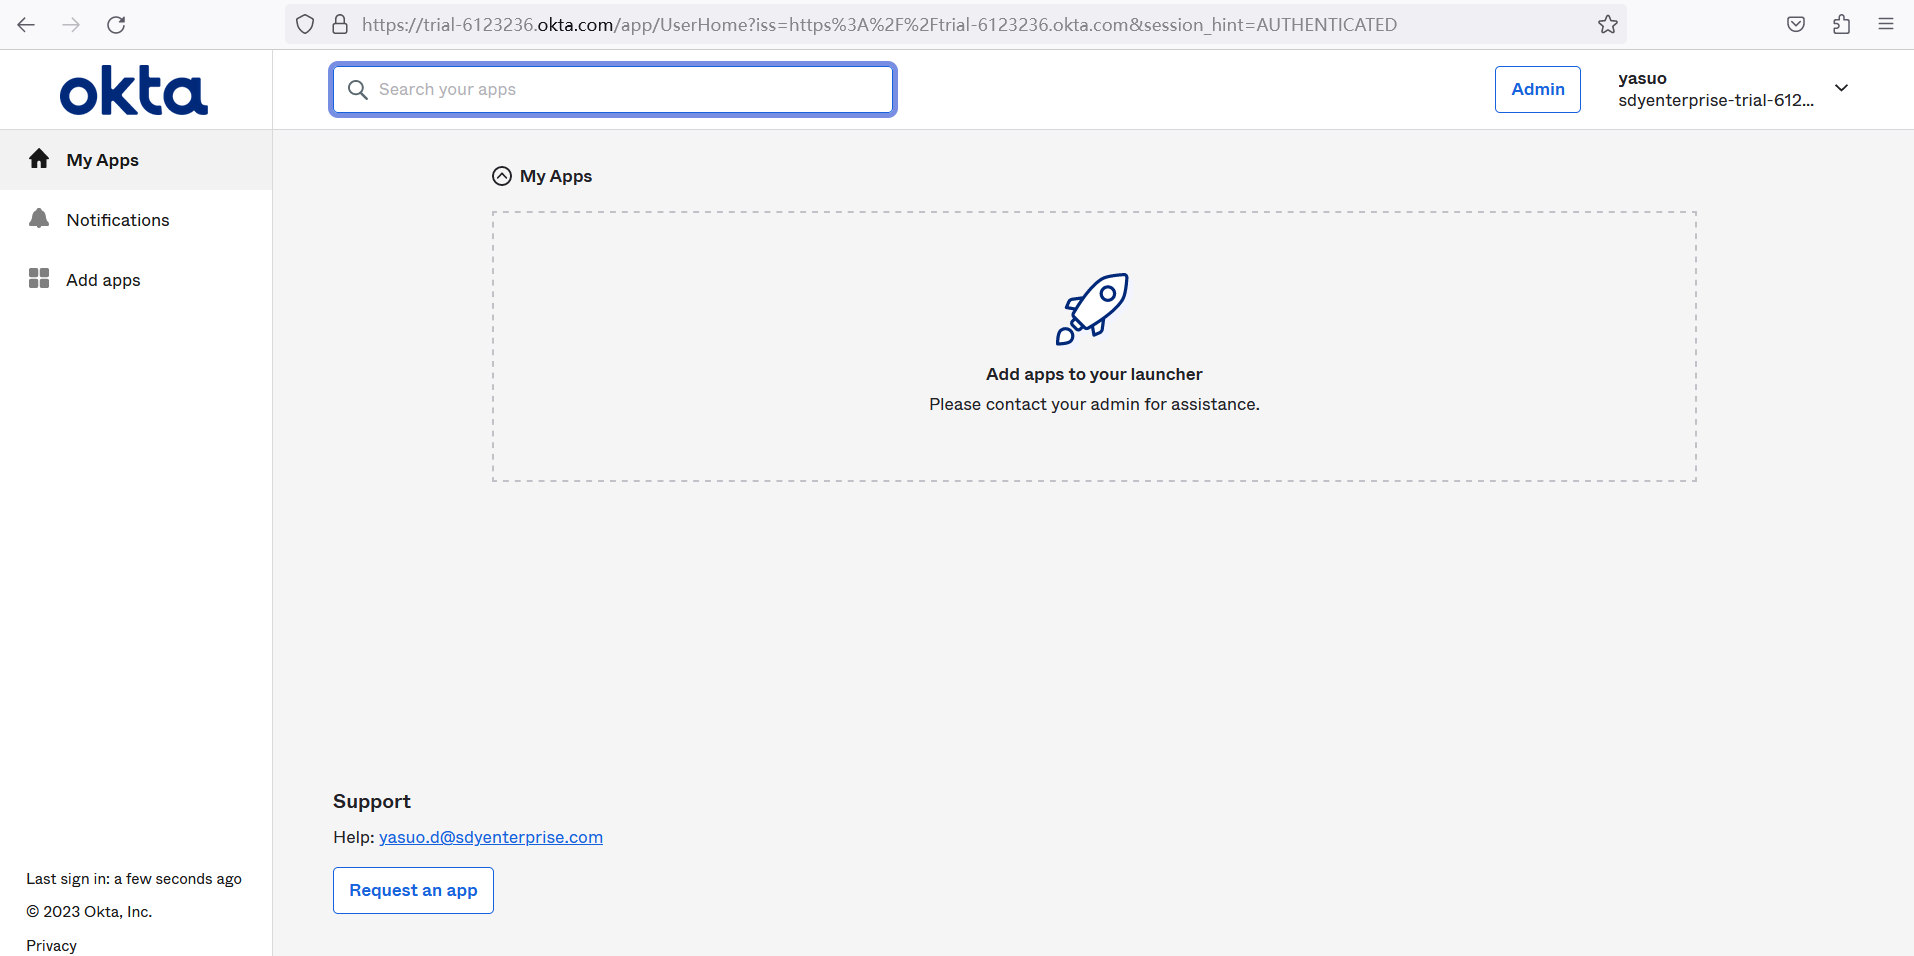 https://trial-6123236.okta.com/app/UserHome?iss=https%3A%2F%2Ftrial-6123236.okta.com&session_hint=AUTHENTICATED
okta
Search your apps
Admin
yasuo
sdyenterprise-trial-612...
My Apps
Notifications
Add apps
My Apps
Add apps to your launcher
Please contact your admin for assistance.
Support
Help: yasuo.d@sdyenterprise.com
Request an app
Last sign in: a few seconds ago
© 2023 Okta, Inc.
Privacy